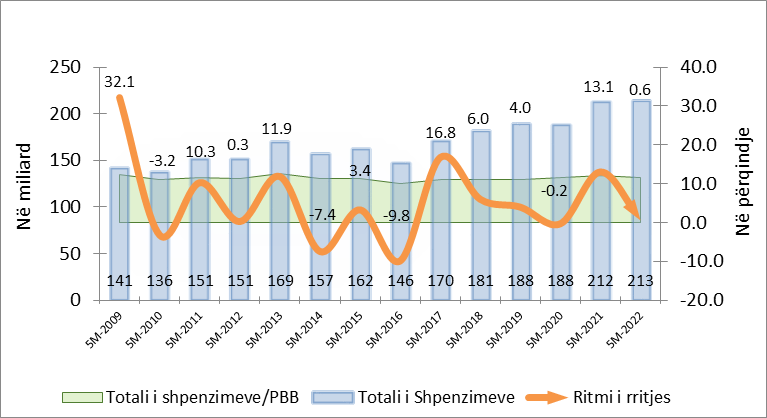 250
200
150
100
50
0
Në miliard
40.0
30.0
20.0
10.0
0.0
-10.0
-20.0
Në përqindje
32.1
-3.2
10.3
0.3
11.9
-7.4
3.4
-9.8
16.8
6.0
4.0
-0.2
13.1
0.6
141 136 151 151 169 157 162 146 170 181 188 188 212 213
5M-2009
5M-2010
5M-2011
5M-2012
5M-2013
5M-2014
5M-2015
5M-2016
5M-2017
5M-2018
5M-2019
5M-2020
5M-2021
5M-2022
Totali i shpenzimeve/PBB Totali i Shpenzimeve Ritmi i rritjes